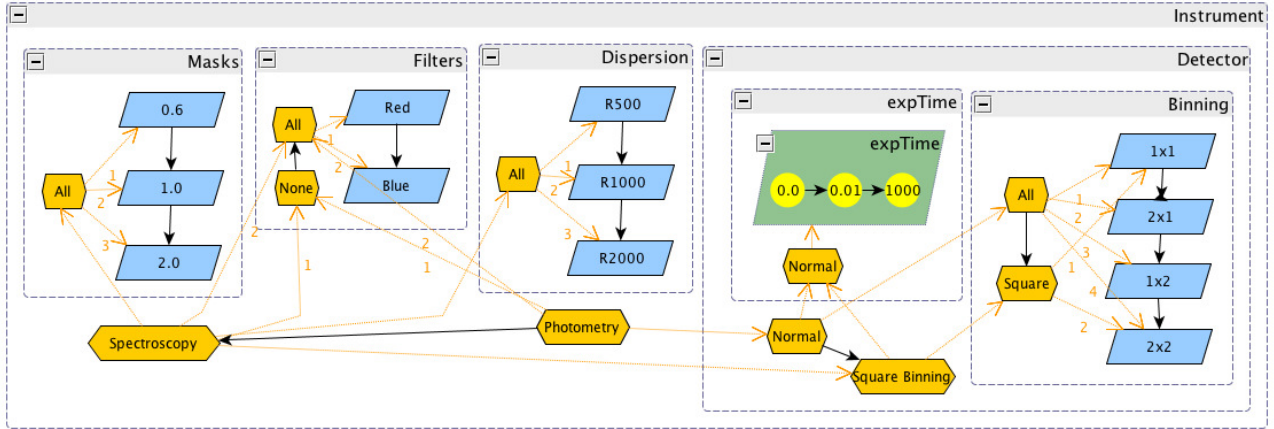 Instrument
Masks
0.6
All
1
1.0
2
3
2.0
Filters
Red
All
1
2
None
Blue
Dispersion
R500
All
1
R1000
2
3
R2000
Detector
expTime
expTime
0.0 0.01 1000
Normal
Binning
1x1
All
1
2
2x1
3
Square
1
1x2
4
2
2x2
2
1
2
1
Spectroscopy
Photometry
Normal
Square Binning